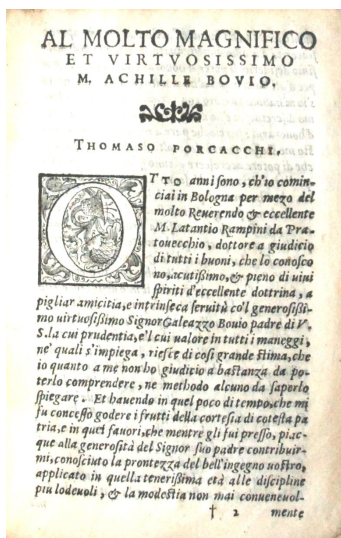 AL MOLTO MAGNIFICO
ET VIRTVOSISSIMO
M. ACHILLE BOVIO.
THOMASO PORCACCHI.
OTTO anni sono, ch'io comin-
ciai in Bologna per mezo del
molto Reuerendo & eccellente
M. Latantio Rampini da Pra-
touecchio, dottore a giudicio
di tutti i buoni, che lo conosco
no, acutißimo, & pieno di uiui
spiriti d'eccellente dottrina, a
pigliar amicitia, e intrinseca seruitù co'l generosißi-
mo uirtuosißimo Signor Galeazzo Bouio padre di V.
S. la cui prudentia, e'l cui ualore in tutti i maneggi,
ne' quali s'impiega, riesce di cosi grande stima, che
io quanto a me non ho giudicio a bastanza da po-
terlo comprendere, ne methodo alcuno da saperlo
spiegare. Et hauendo in quel poco di tempo, che mi
fu concesso godere i frutti della cortesia di cotesta pa
tria, e in quei fauori, che mentre gli fui presso, piac-
que alla generosità del Signor suo padre contribuir-
mi, conosciuto la prontezza del bell'ingegno uostro,
applicato in quella tenerißima età alle discipline
piu lodeuoli, & la modestia non mai conueneuol-
† 2 mente